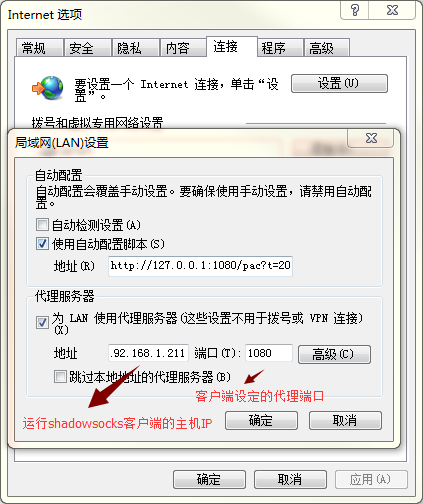 Internet 选项
常规
安全
隐私
内容
连接
程序
高级
要设置一个 Internet 连接，单击“设
置”。
设置(U)
拨号和虚拟专用网络设置
局域网(LAN)设置
自动配置
自动配置会覆盖手动设置。要确保使用手动设置，请禁用自动配
置。
自动检测设置(A)
使用自动配置脚本(S)
地址(R)
http://127.0.0.1:1080/pac?t=20
代理服务器
为 LAN 使用代理服务器(这些设置不用于拨号或 VPN 连接)
(X)
地址
.92.168.1.211
端口(T):
1080
高级(C)
跳过本地地址的代理服务器(B)
客户端设定的代理端口
运行shadowsocks客户端的主机IP
确定
取消
确定
取消
应用(A)